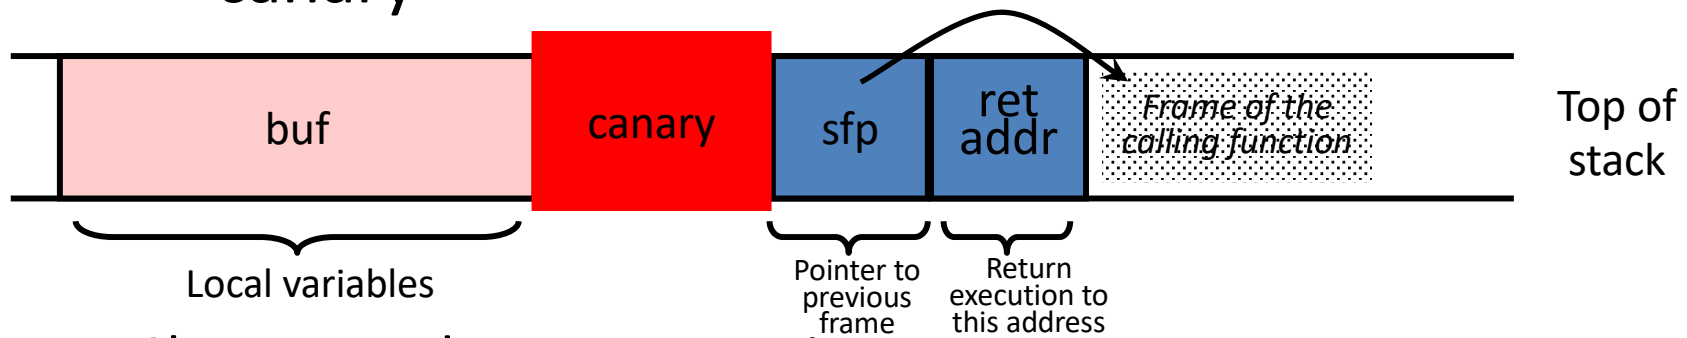 canary
buf
canary
sfp
ret
addr
Frame of the
calling function
Top of
stack
Local variables
Pointer to
previous
frame
Return
execution to
this address